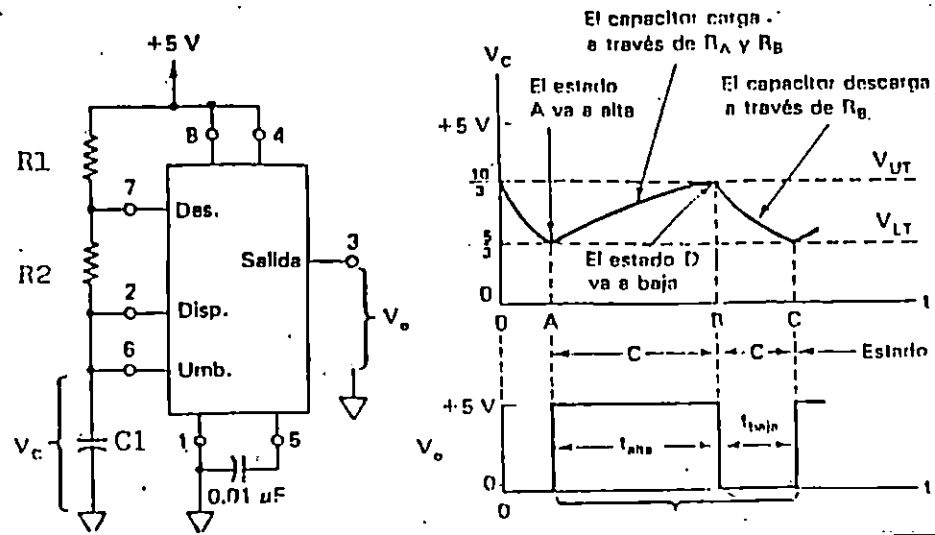 +5 V
R1
8
4
7
Des.
R2
Salida
3
2
Disp.
6
Umb.
V_o
V_c
C1
1
5
0.01 µF
El capacitor carga
a través de R_A y R_B
V_C
El estado
A va a alta
El capacitor descarga
a través de R_B
+5 V
V_UT
10/3
V_LT
5/3
El estado
va a baja
0
t
0
A
C
C
C
Estado
+5 V
t_alta
t_baja
V_o
0
t
0